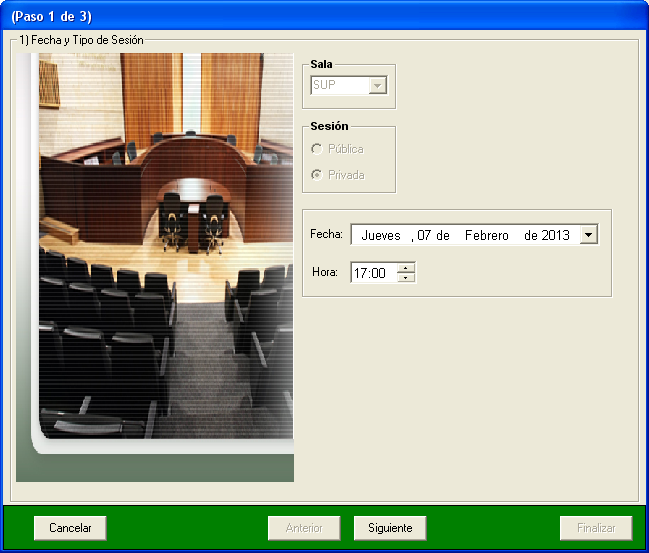 (Paso 1 de 3)
1) Fecha y Tipo de Sesión
Sala
SUP
Sesión
Pública
Privada
Fecha: Jueves , 07 de Febrero de 2013
Hora: 17:00
Cancelar Anterior Siguiente Finalizar